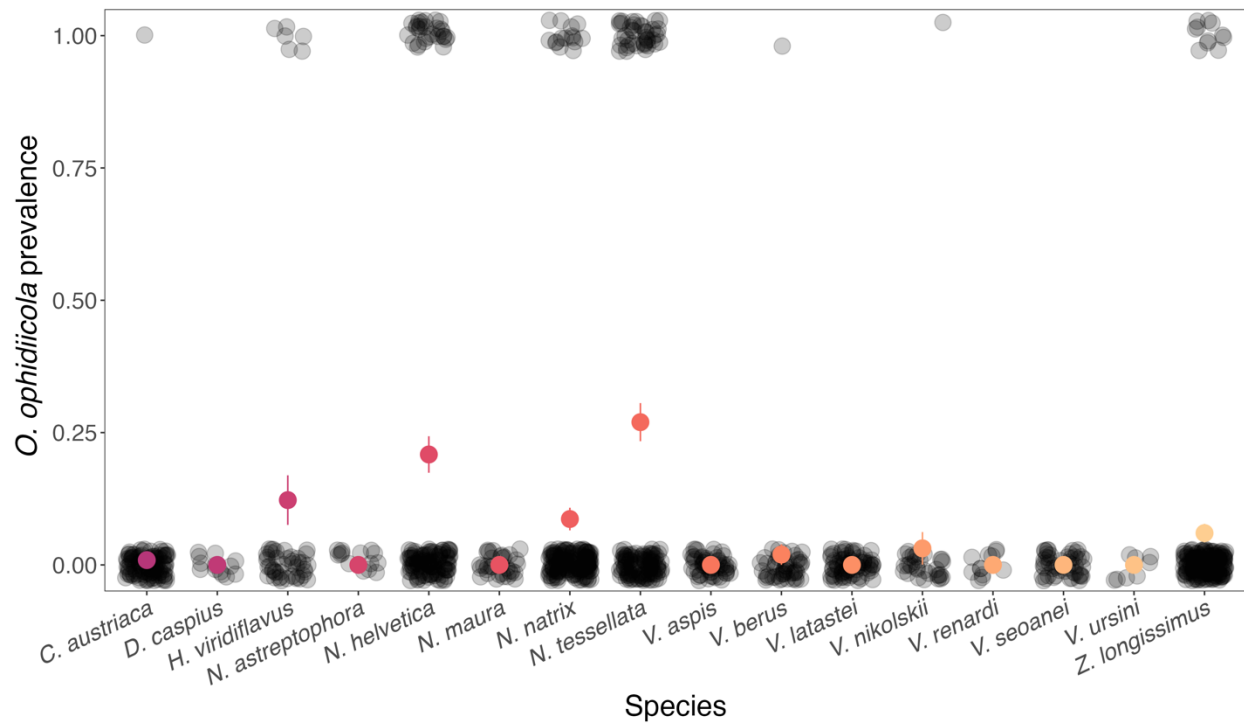 O. ophidiicola prevalence
1.00
0.75
0.50
0.25
0.00
C. austriaca
D. caspius
H. viridiflavus
N. astreptophora
N. helvetica
N. maura
N. natrix
N. tessellata
V. aspis
V. berus
V. latastei
V. nikolskii
V. renardi
V. seoanei
V. ursini
Z. longissimus
Species